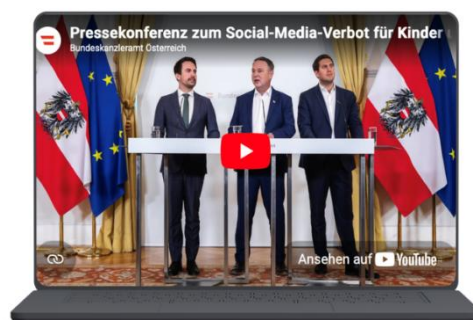 Pressekonferenz zum Social-Media-Verbot für Kinder
Bundeskanzleramt Österreich
Ansehen auf YouTube